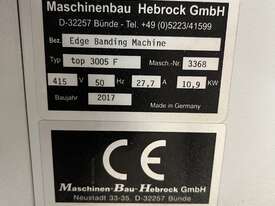 Maschinenbau Hebrock GmbH
D-32257 Bünde - Tel. +49 (0)5223/41599
Bez. Edge Banding Machine
Typ top 3005 F Masch.-Nr. 3368
415 V 50 Hz 27,7 A 10,9 KW
Baujahr 2017 Made in Germany
CE
Maschinen-Bau-Hebrock GmbH
Neustadt 33-35. D-32257 Bünde